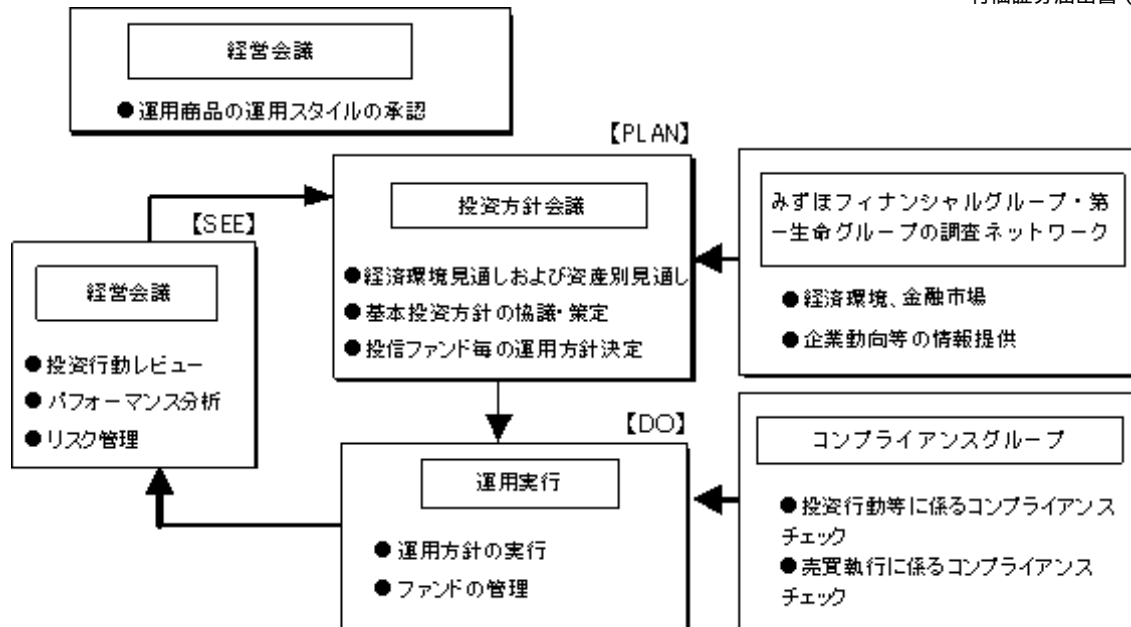 経営会議
●運用商品の運用スタイルの承認
【PLAN】
投資方針会議
●経済環境見通しおよび資産別見通し
●基本投資方針の協議・策定
●投信ファンド毎の運用方針決定
みずほフィナンシャルグループ・第
一生命グループの調査ネットワーク
●経済環境、金融市場
●企業動向等の情報提供
【SEE】
経営会議
●投資行動レビュー
●パフォーマンス分析
●リスク管理
【DO】
運用実行
●運用方針の実行
●ファンドの管理
コンプライアンスグループ
●投資行動等に係るコンプライアンス
チェック
●売買執行に係るコンプライアンス
チェック